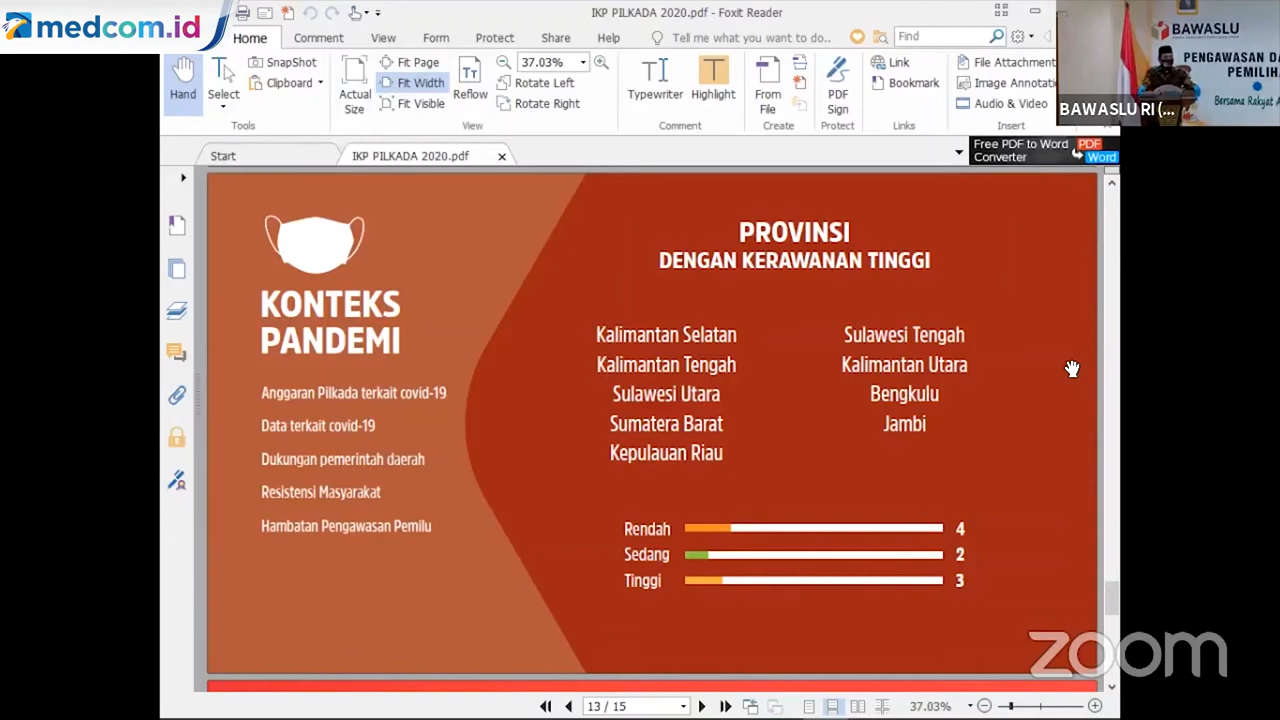 medcom.id
IKP PILKADA 2020.pdf - Foxit Reader
Home Comment View Form Protect Share Help Tell me what you want to do.. Find
Hand
Select
SnapShot
Clipboard
Tools
Actual Size
Fit Page
Fit Width
Fit Visible
Reflow
37.03%
Rotate Left
Rotate Right
View
Typewriter
Highlight
Comment
From File
Create
PDF Sign
Protect
Link
Bookmark
Links
File Attachment
Image Annotati
Audio & Video
Insert
BAWASLU
PENGAWASAN DA
PEMILIH
Bersama Rakyat A
BAWASLU RI (...
Start
IKP PILKADA 2020.pdf
Free PDF to Word
Converter
PDF
Word
KONTEKS
PANDEMI
Anggaran Pilkada terkait covid-19
Data terkait covid-19
Dukungan pemerintah daerah
Resistensi Masyarakat
Hambatan Pengawasan Pemilu
PROVINSI
DENGAN KERAWANAN TINGGI
Kalimantan Selatan
Kalimantan Tengah
Sulawesi Utara
Sumatera Barat
Kepulauan Riau
Sulawesi Tengah
Kalimantan Utara
Bengkulu
Jambi
Rendah 4
Sedang 2
Tinggi 3
zoom
13 / 15
37.03%